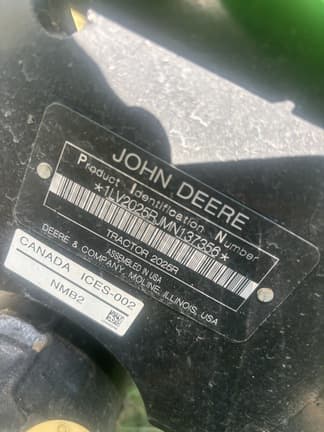 JOHN DEERE
Product Identification Number
*1LV2025RJMN137356*
TRACTOR 2025R
ASSEMBLED IN USA
DEERE & COMPANY, MOLINE, ILLINOIS, USA
CANADA ICES-002
NMB2